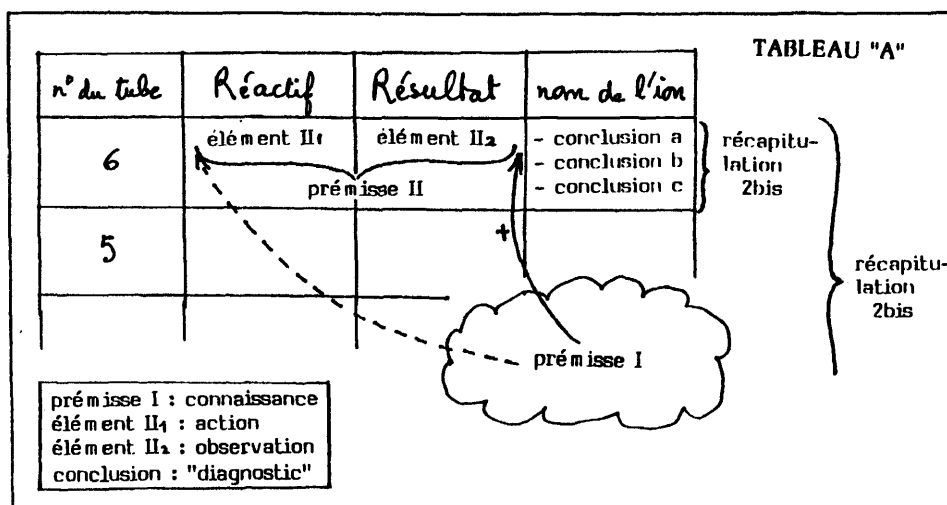 TABLEAU "A"
n° du tube Réactif Résultat nom de l'ion
6 élément II1 élément II2 - conclusion a
- conclusion b
- conclusion c
prémisse II
récapitu-
lation
2bis
5
+
récapitu-
lation
2bis
prémisse I
prémisse I : connaissance
élément II1 : action
élément II2 : observation
conclusion : "diagnostic"